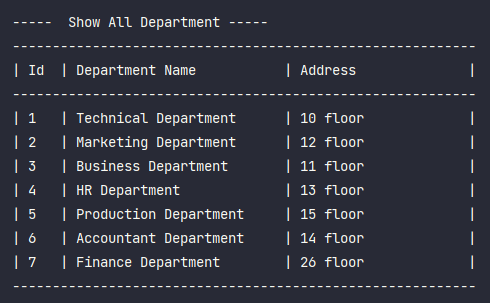 -----  Show All Department -----
----------------------------------------------------------
| Id  | Department Name           | Address              |
----------------------------------------------------------
| 1   | Technical Department      | 10 floor             |
| 2   | Marketing Department      | 12 floor             |
| 3   | Business Department       | 11 floor             |
| 4   | HR Department             | 13 floor             |
| 5   | Production Department     | 15 floor             |
| 6   | Accountant Department     | 14 floor             |
| 7   | Finance Department        | 26 floor             |
----------------------------------------------------------